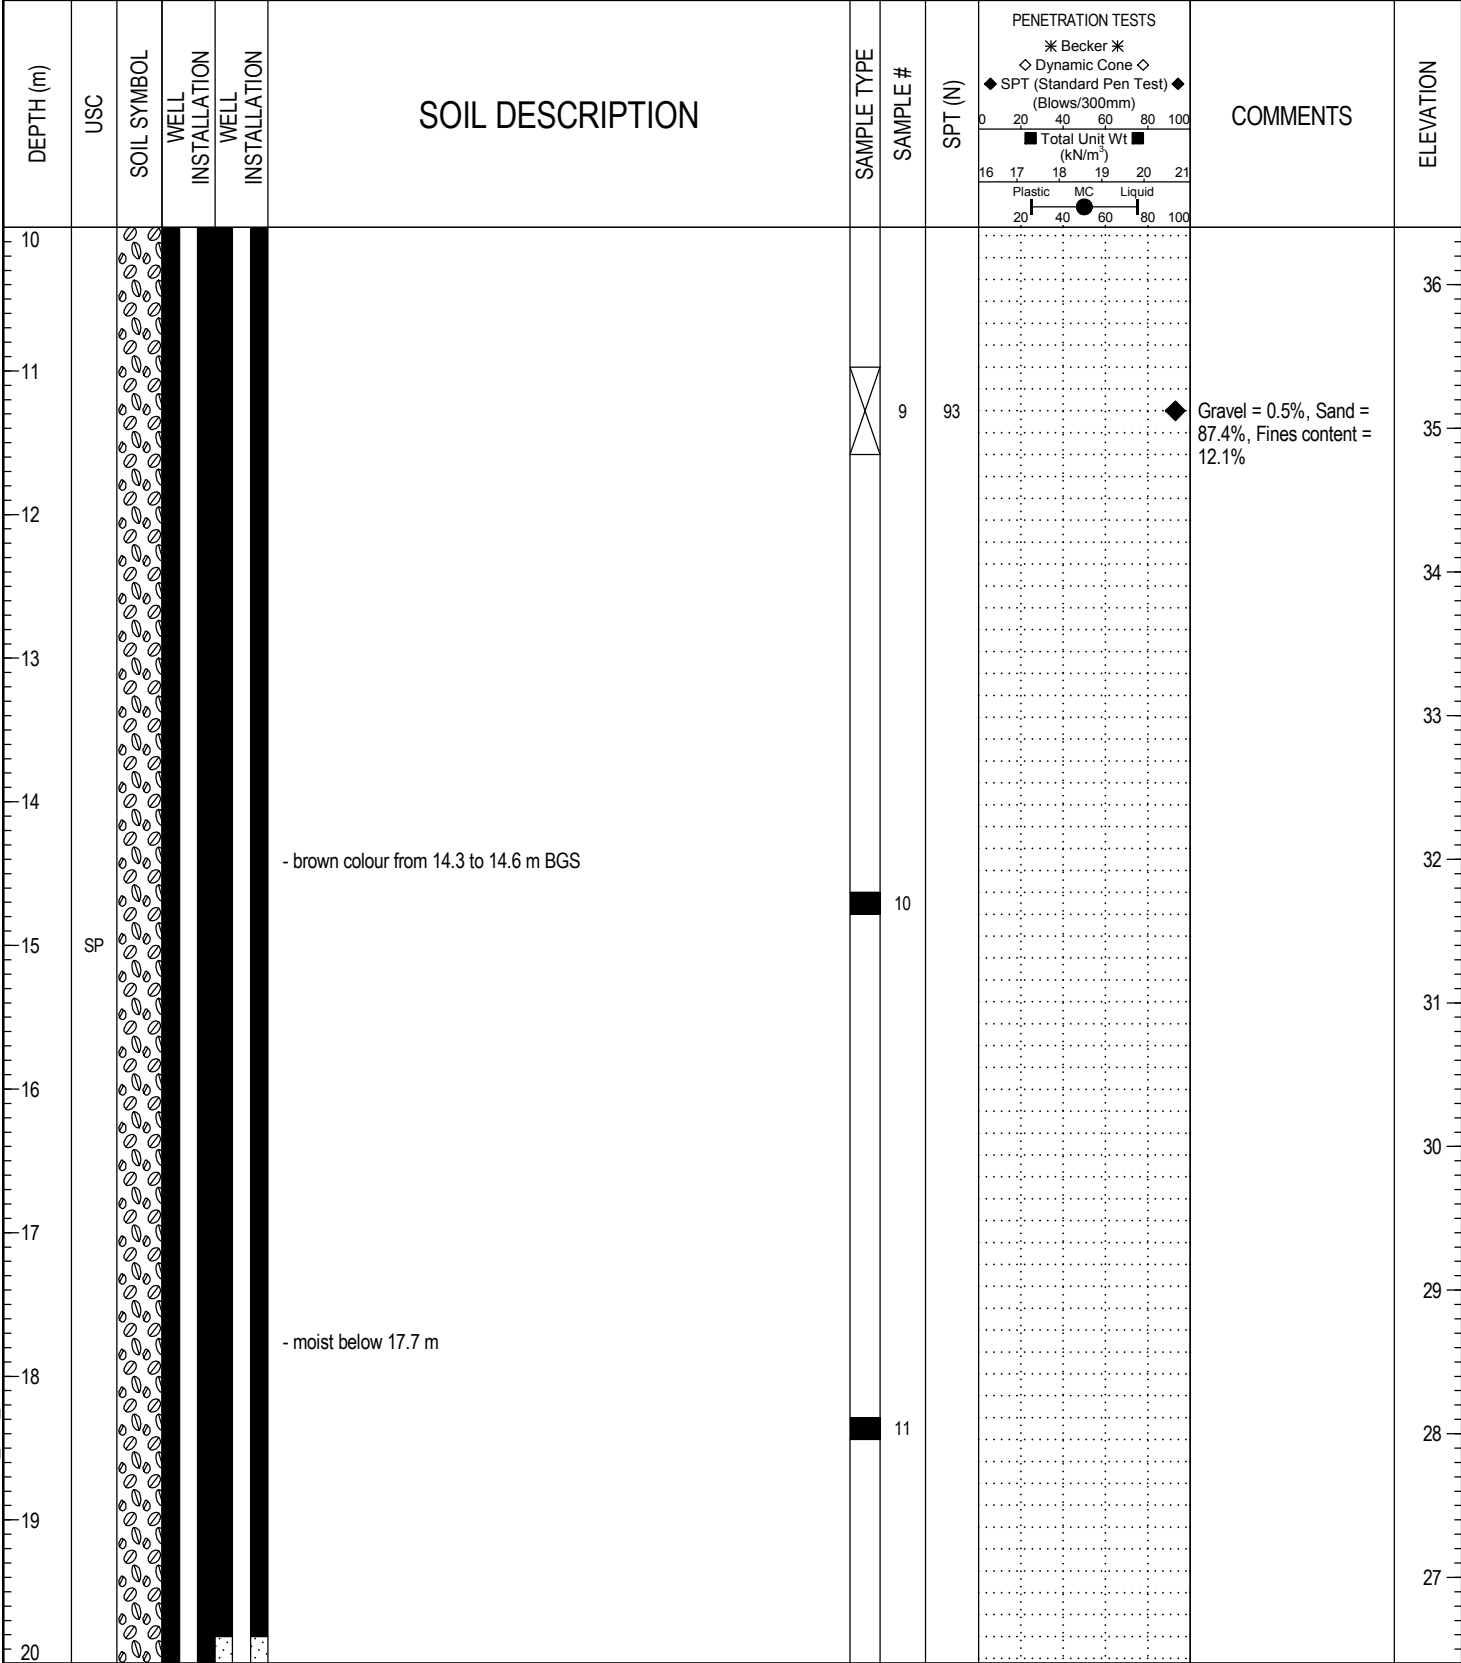 DEPTH (m)
USC
SOIL SYMBOL
WELL
INSTALLATION
WELL
INSTALLATION
SOIL DESCRIPTION
SAMPLE TYPE
SAMPLE #
SPT (N)
PENETRATION TESTS
Becker
Dynamic Cone
SPT (Standard Pen Test)
(Blows/300mm)
0 20 40 60 80 100
Total Unit Wt
(kN/m³)
16 17 18 19 20 21
Plastic MC Liquid
20 40 60 80 100
COMMENTS
ELEVATION
10
36
11
9 93 Gravel = 0.5%, Sand =
35
87.4%, Fines content =
12.1%
12
34
13
33
14
- brown colour from 14.3 to 14.6 m BGS
32
10
15 SP
31
16
30
17
29
- moist below 17.7 m
18
11
28
19
27
20